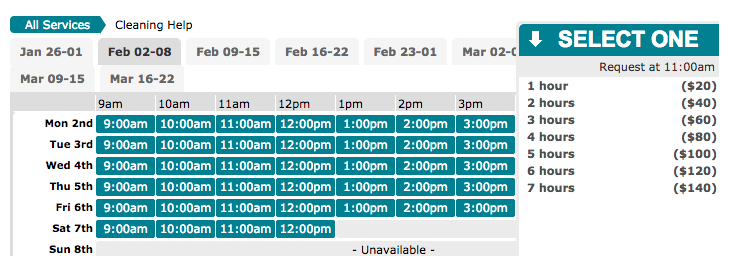 All Services Cleaning Help
Jan 26-01 Feb 02-08 Feb 09-15 Feb 16-22 Feb 23-01 Mar 02-0
Mar 09-15 Mar 16-22
9am 10am 11am 12pm 1pm 2pm 3pm
Mon 2nd 9:00am 10:00am 11:00am 12:00pm 1:00pm 2:00pm 3:00pm
Tue 3rd 9:00am 10:00am 11:00am 12:00pm 1:00pm 2:00pm 3:00pm
Wed 4th 9:00am 10:00am 11:00am 12:00pm 1:00pm 2:00pm 3:00pm
Thu 5th 9:00am 10:00am 11:00am 12:00pm 1:00pm 2:00pm 3:00pm
Fri 6th 9:00am 10:00am 11:00am 12:00pm 1:00pm 2:00pm 3:00pm
Sat 7th 9:00am 10:00am 11:00am 12:00pm
Sun 8th - Unavailable -
SELECT ONE
Request at 11:00am
1 hour ($20)
2 hours ($40)
3 hours ($60)
4 hours ($80)
5 hours ($100)
6 hours ($120)
7 hours ($140)